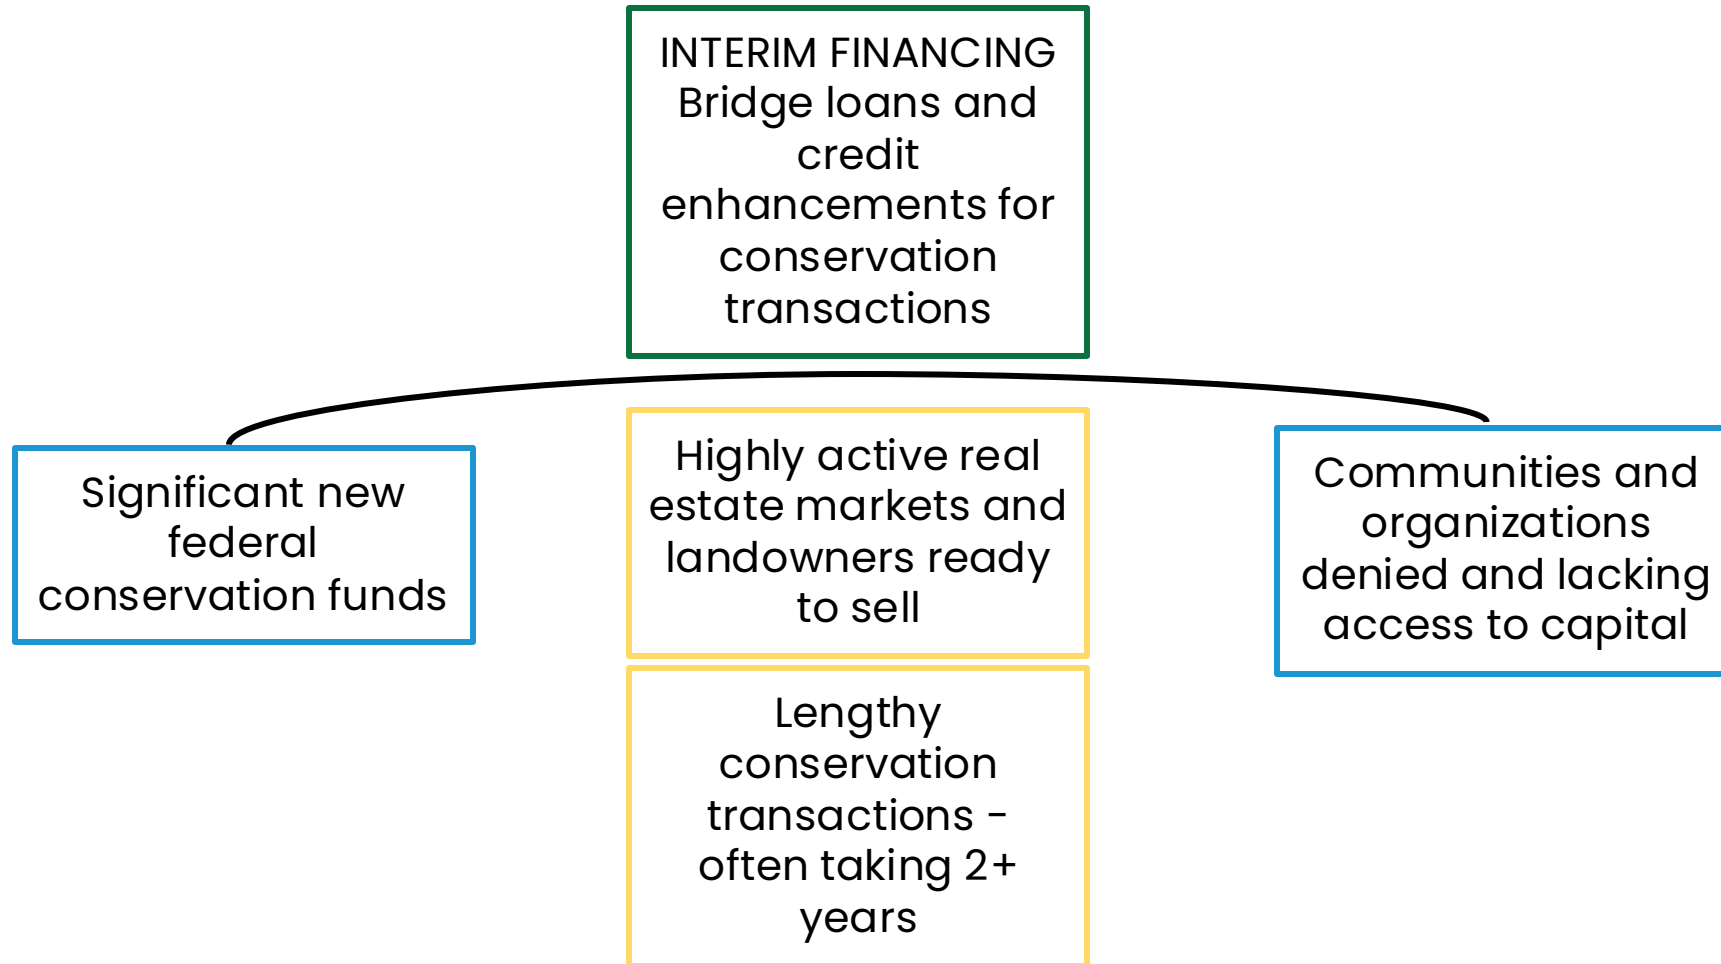 INTERIM FINANCING
Bridge loans and
credit
enhancements for
conservation
transactions
Significant new
federal
conservation funds
Highly active real
estate markets and
landowners ready
to sell
Lengthy
conservation
transactions -
often taking 2+
years
Communities and
organizations
denied and lacking
access to capital